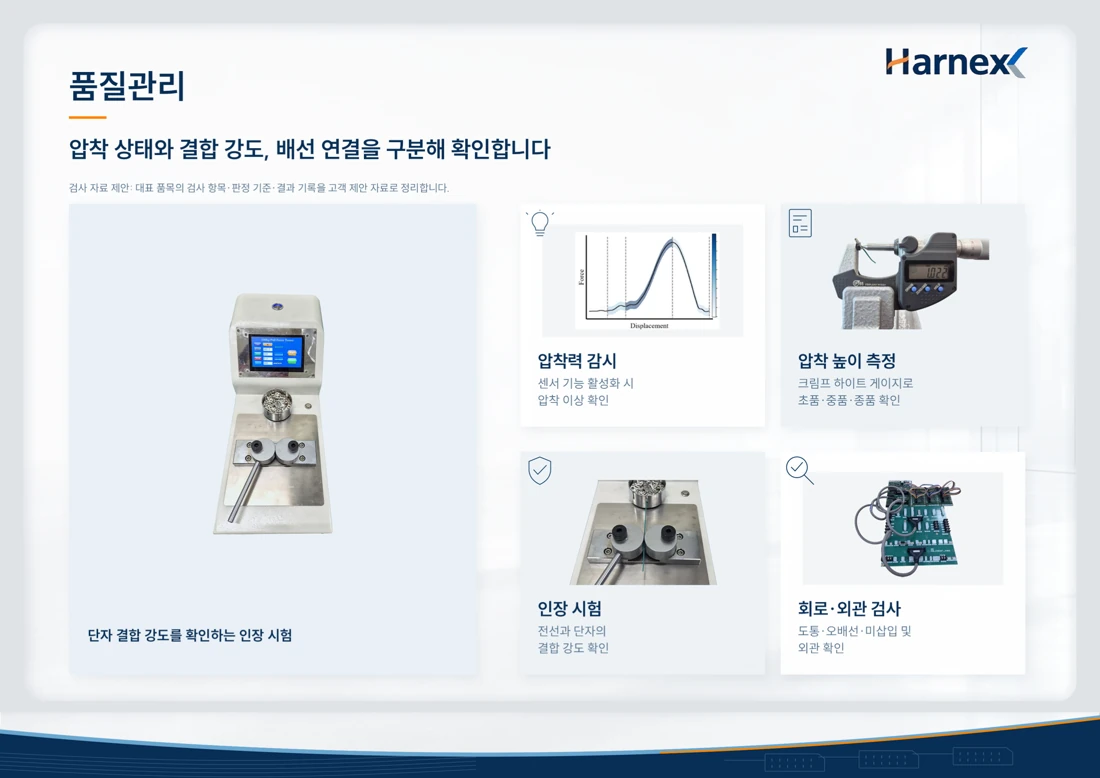 Harnex
품질관리
압착 상태와 결합 강도, 배선 연결을 구분해 확인합니다
검사 자료 제안: 대표 품목의 검사 항목·판정 기준·결과 기록을 고객 제안 자료로 정리합니다.
단자 결합 강도를 확인하는 인장 시험
Force
Displacement
압착력 감시
센서 기능 활성화 시
압착 이상 확인
압착 높이 측정
크림프 하이트 게이지로
초품·중품·종품 확인
인장 시험
전선과 단자의
결합 강도 확인
회로·외관 검사
도통·오배선·미삽입 및
외관 확인